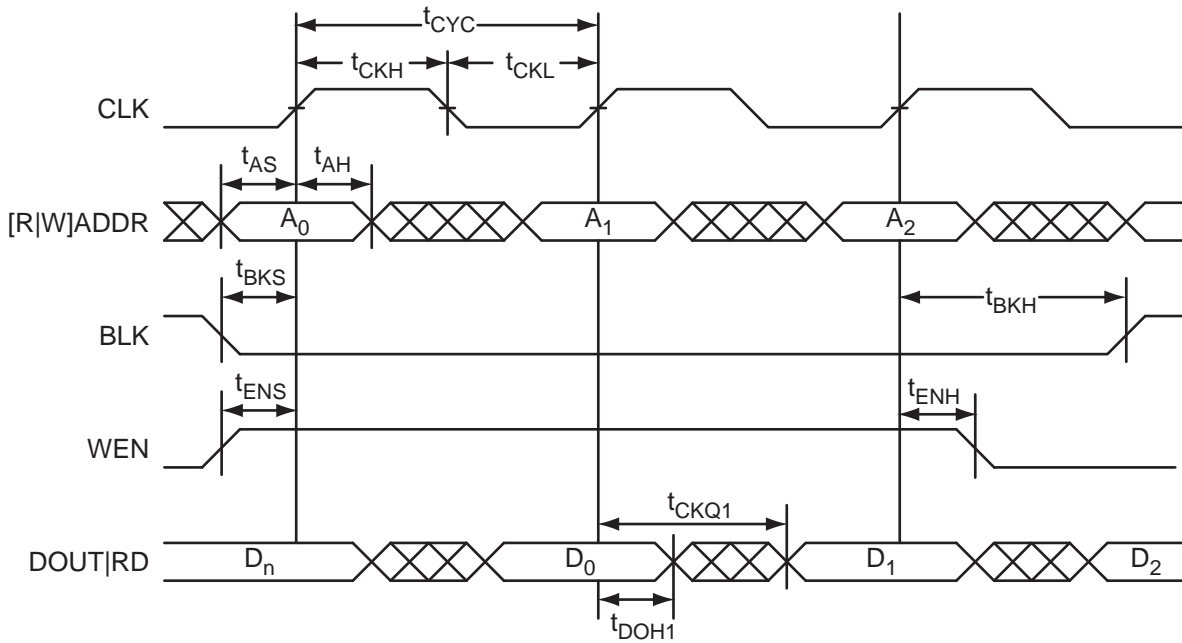 tCYC
tCKH tCKL
CLK
tAS tAH
[R|W]ADDR A0 A1 A2
tBKS tBKH
BLK
tENS tENH
WEN
tCKQ1
DOUT|RD Dn D0 D1 D2
tDOH1